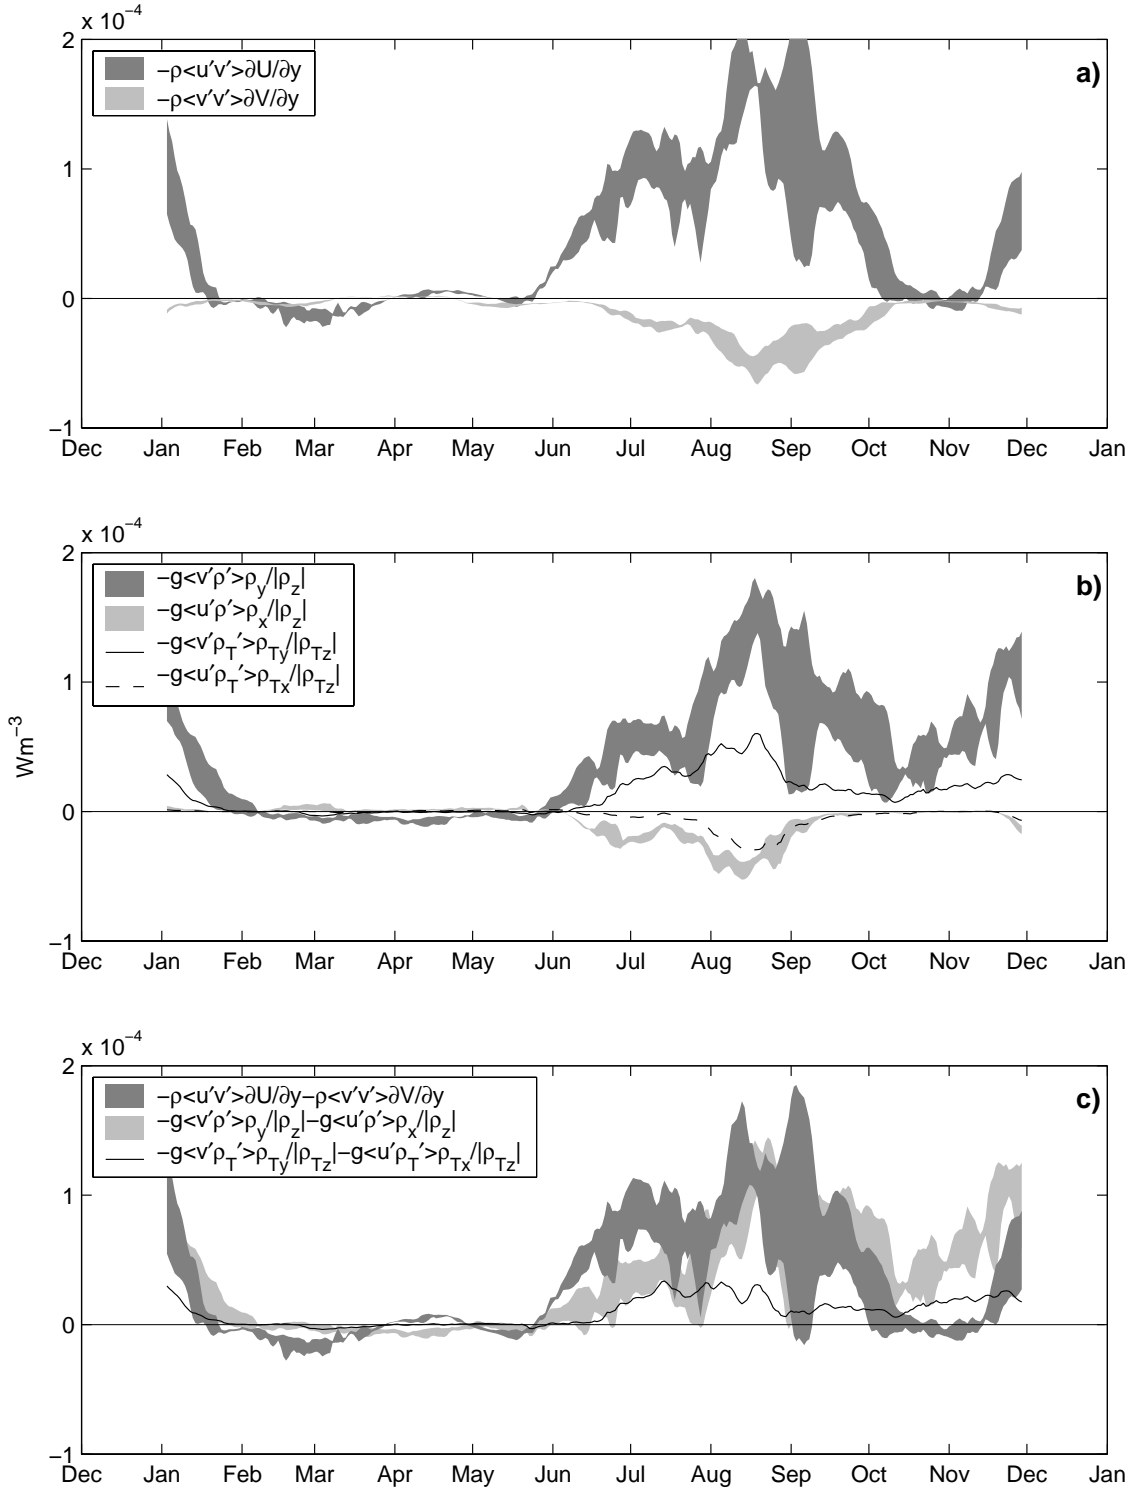 x 10−4
2
−ρ<u′v′>∂U/∂y
−ρ<v′v′>∂V/∂y
a)
1
0
−1
Dec Jan Feb Mar Apr May Jun Jul Aug Sep Oct Nov Dec Jan
x 10−4
2
−g<v′ρ′>ρy/|ρz|
−g<u′ρ′>ρx/|ρz|
−g<v′ρT′>ρTy/|ρTz|
−g<u′ρT′>ρTx/|ρTz|
b)
1
Wm−3
0
−1
Dec Jan Feb Mar Apr May Jun Jul Aug Sep Oct Nov Dec Jan
x 10−4
2
−ρ<u′v′>∂U/∂y−ρ<v′v′>∂V/∂y
−g<v′ρ′>ρy/|ρz|−g<u′ρ′>ρx/|ρz|
−g<v′ρT′>ρTy/|ρTz|−g<u′ρT′>ρTx/|ρTz|
c)
1
0
−1
Dec Jan Feb Mar Apr May Jun Jul Aug Sep Oct Nov Dec Jan